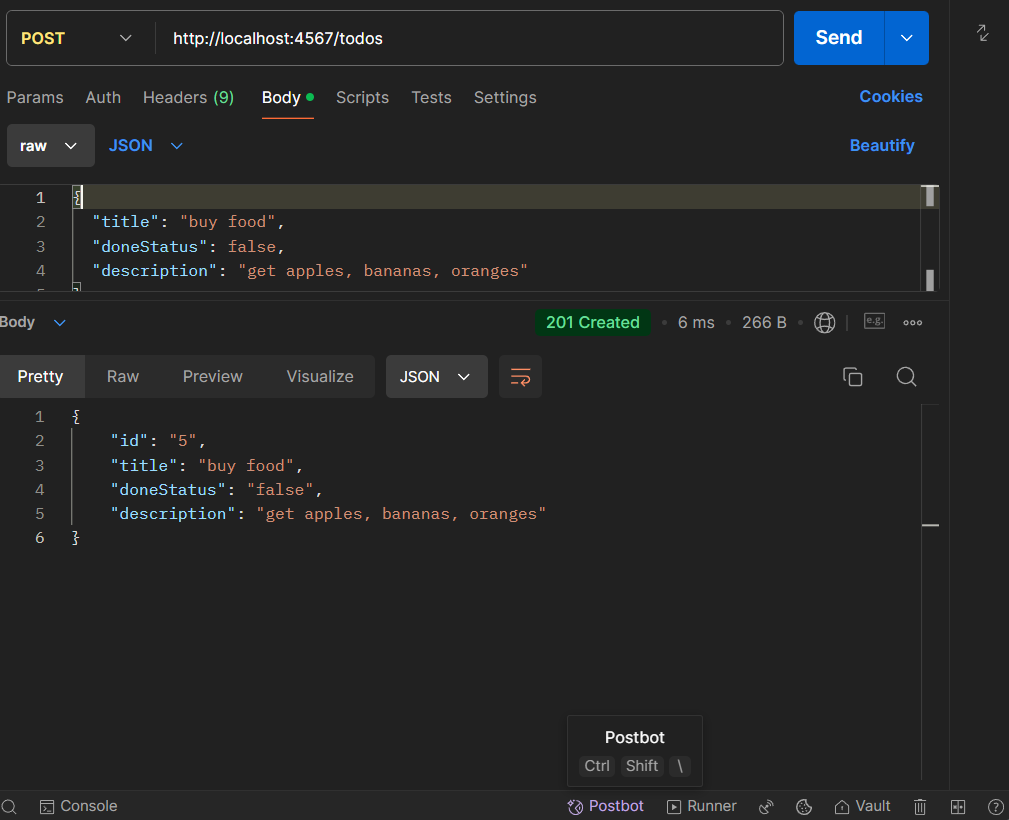 POST http://localhost:4567/todos Send
Params Auth Headers (9) Body Scripts Tests Settings Cookies
raw JSON Beautify
1 {
2 "title": "buy food",
3 "doneStatus": false,
4 "description": "get apples, bananas, oranges"
Body 201 Created • 6 ms • 266 B • e.g.
Pretty Raw Preview Visualize JSON
1 {
2 "id": "5",
3 "title": "buy food",
4 "doneStatus": "false",
5 "description": "get apples, bananas, oranges"
6 }
Postbot
Ctrl Shift \
Console Postbot Runner Vault